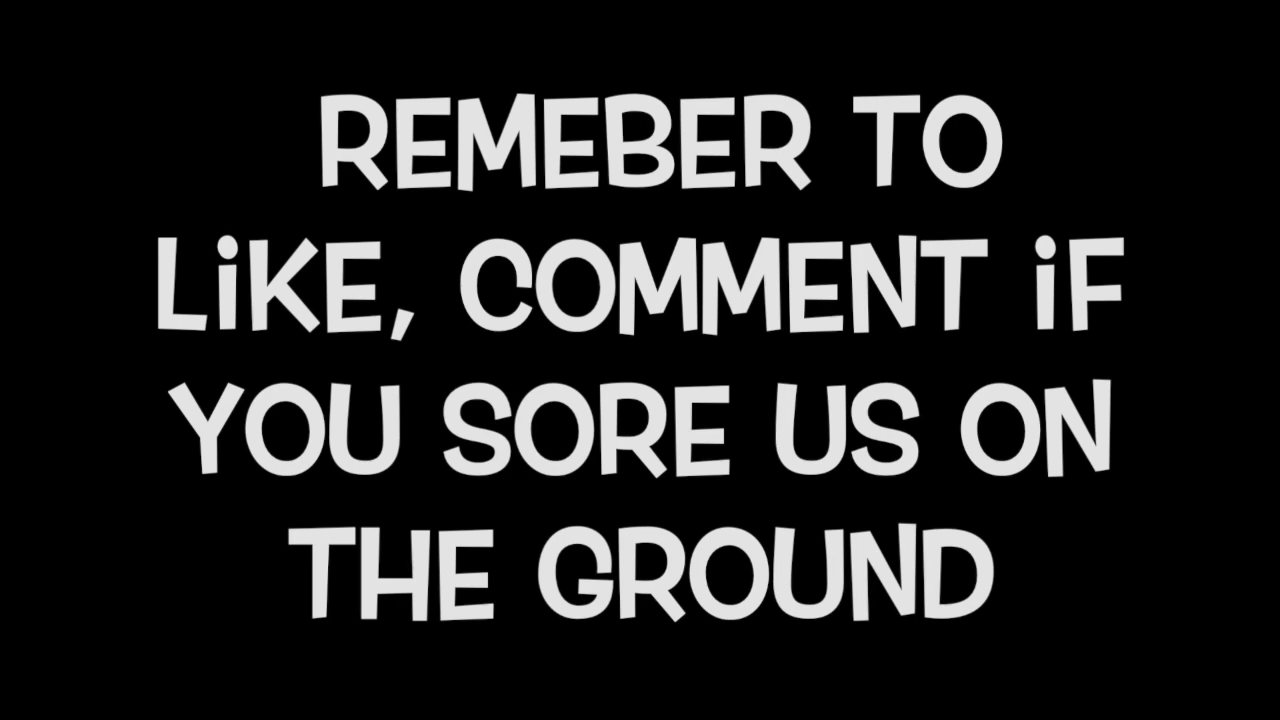 REMEBER TO
LiKE, COMMENT iF
YOU SORE US ON
THE GROUND